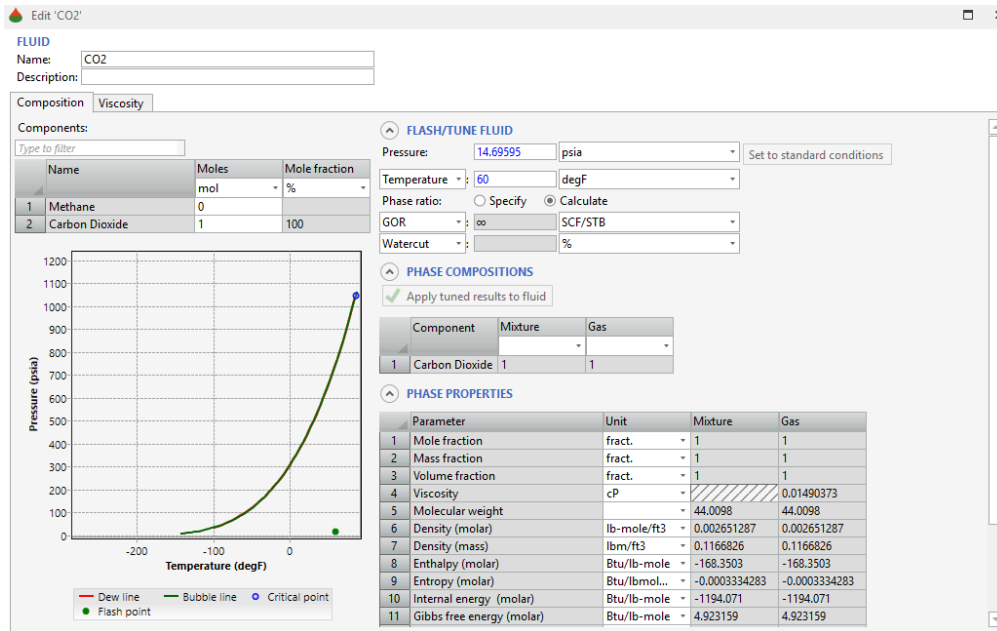 Edit 'CO2'
FLUID
Name: CO2
Description:
Composition Viscosity
Components:
Type to filter
Name Moles Mole fraction
mol %
1 Methane 0
2 Carbon Dioxide 1 100
1200
1100
1000
900
800
700
600
500
400
300
200
100
0
Pressure (psia)
-200 -100 0
Temperature (degF)
Dew line Bubble line Critical point
Flash point
FLASH/TUNE FLUID
Pressure: 14.69595 psia Set to standard conditions
Temperature : 60 degF
Phase ratio: Specify Calculate
GOR : ∞ SCF/STB
Watercut : %
PHASE COMPOSITIONS
Apply tuned results to fluid
Component Mixture Gas
1 Carbon Dioxide 1 1
PHASE PROPERTIES
Parameter Unit Mixture Gas
1 Mole fraction fract. 1 1
2 Mass fraction fract. 1 1
3 Volume fraction fract. 1 1
4 Viscosity cP 0.01490373
5 Molecular weight 44.0098 44.0098
6 Density (molar) lb-mole/ft3 0.002651287 0.002651287
7 Density (mass) lbm/ft3 0.1166826 0.1166826
8 Enthalpy (molar) Btu/lb-mole -168.3503 -168.3503
9 Entropy (molar) Btu/lbmol... -0.0003334283 -0.0003334283
10 Internal energy (molar) Btu/lb-mole -1194.071 -1194.071
11 Gibbs free energy (molar) Btu/lb-mole 4.923159 4.923159